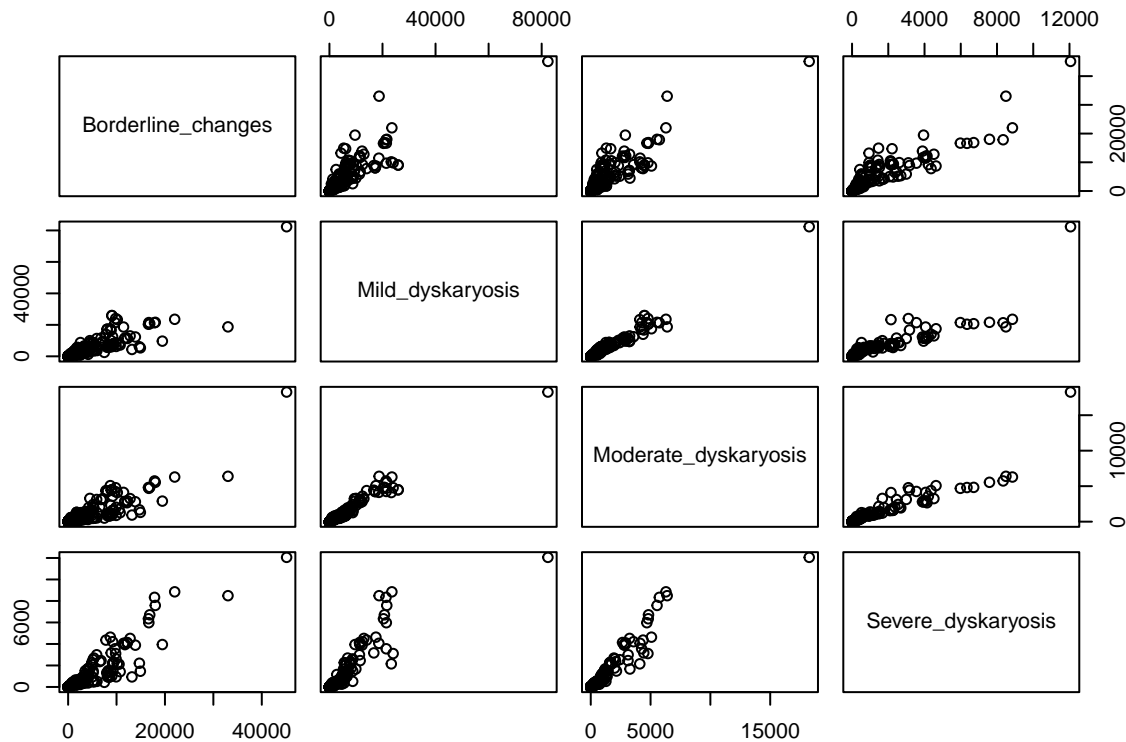 0 40000 80000
0 4000 8000 12000
Borderline_changes
0 20000
0 40000
Mild_dyskaryosis
Moderate_dyskaryosis
0 10000
0 6000
Severe_dyskaryosis
0 20000 40000
0 5000 15000